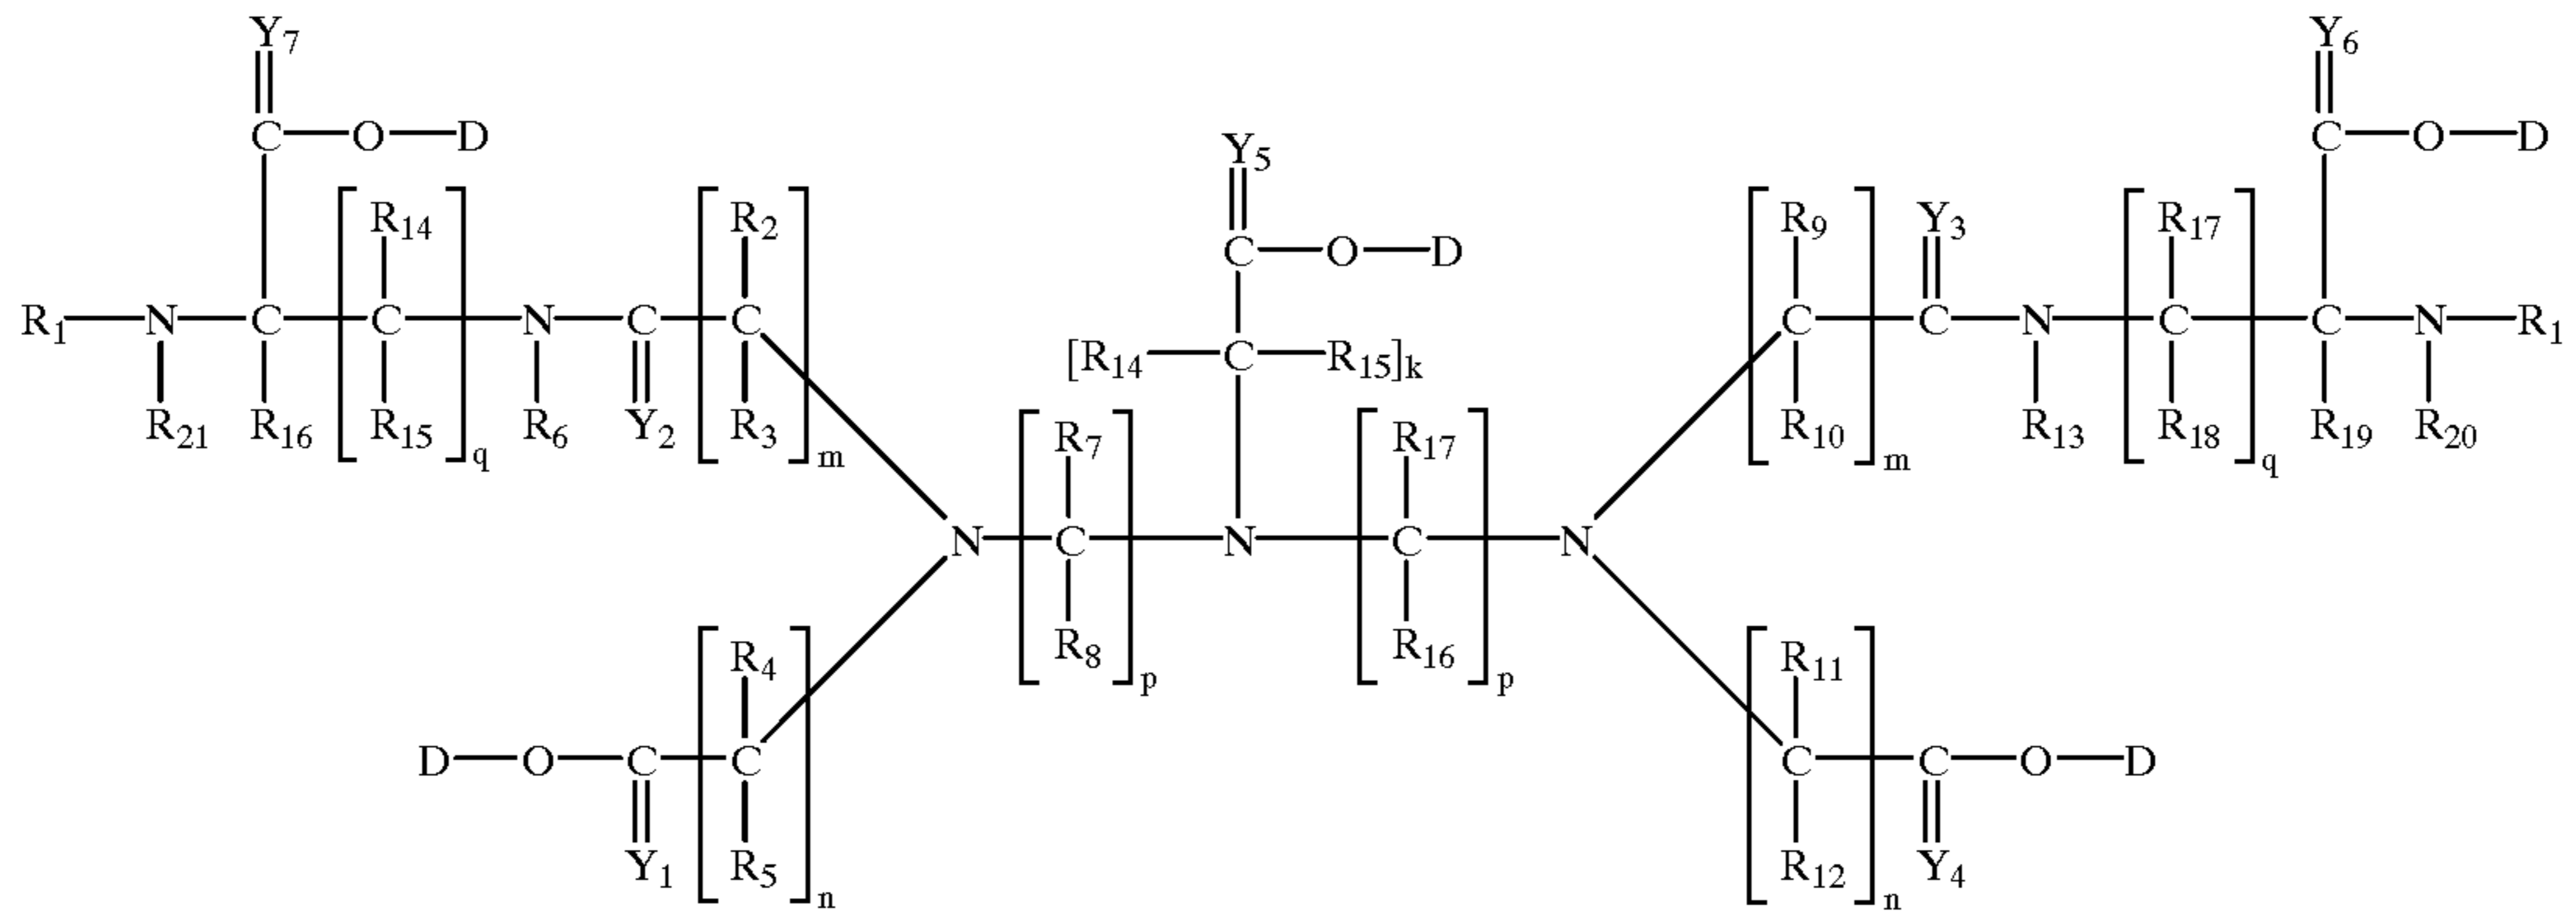 Y7 Y6
C O D Y5 C O D
R14 R2 C O D R9 Y3 R17
R1 N C C N C C C C N C C N R1
[R14 C R15]k
R21 R16 R15 q R6 Y2 R3 m R7 R17 R10 m R13 R18 q R19 R20
N C N C N
R4 R8 p R16 p R11
D O C C C C O D
Y1 R5 n R12 n Y4